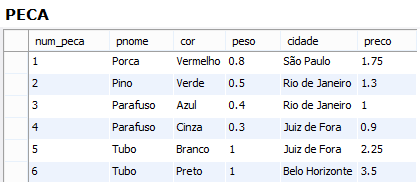 PECA
num_peca pnome cor peso cidade preco
1 Porca Vermelho 0.8 São Paulo 1.75
2 Pino Verde 0.5 Rio de Janeiro 1.3
3 Parafuso Azul 0.4 Rio de Janeiro 1
4 Parafuso Cinza 0.3 Juiz de Fora 0.9
5 Tubo Branco 1 Juiz de Fora 2.25
6 Tubo Preto 1 Belo Horizonte 3.5